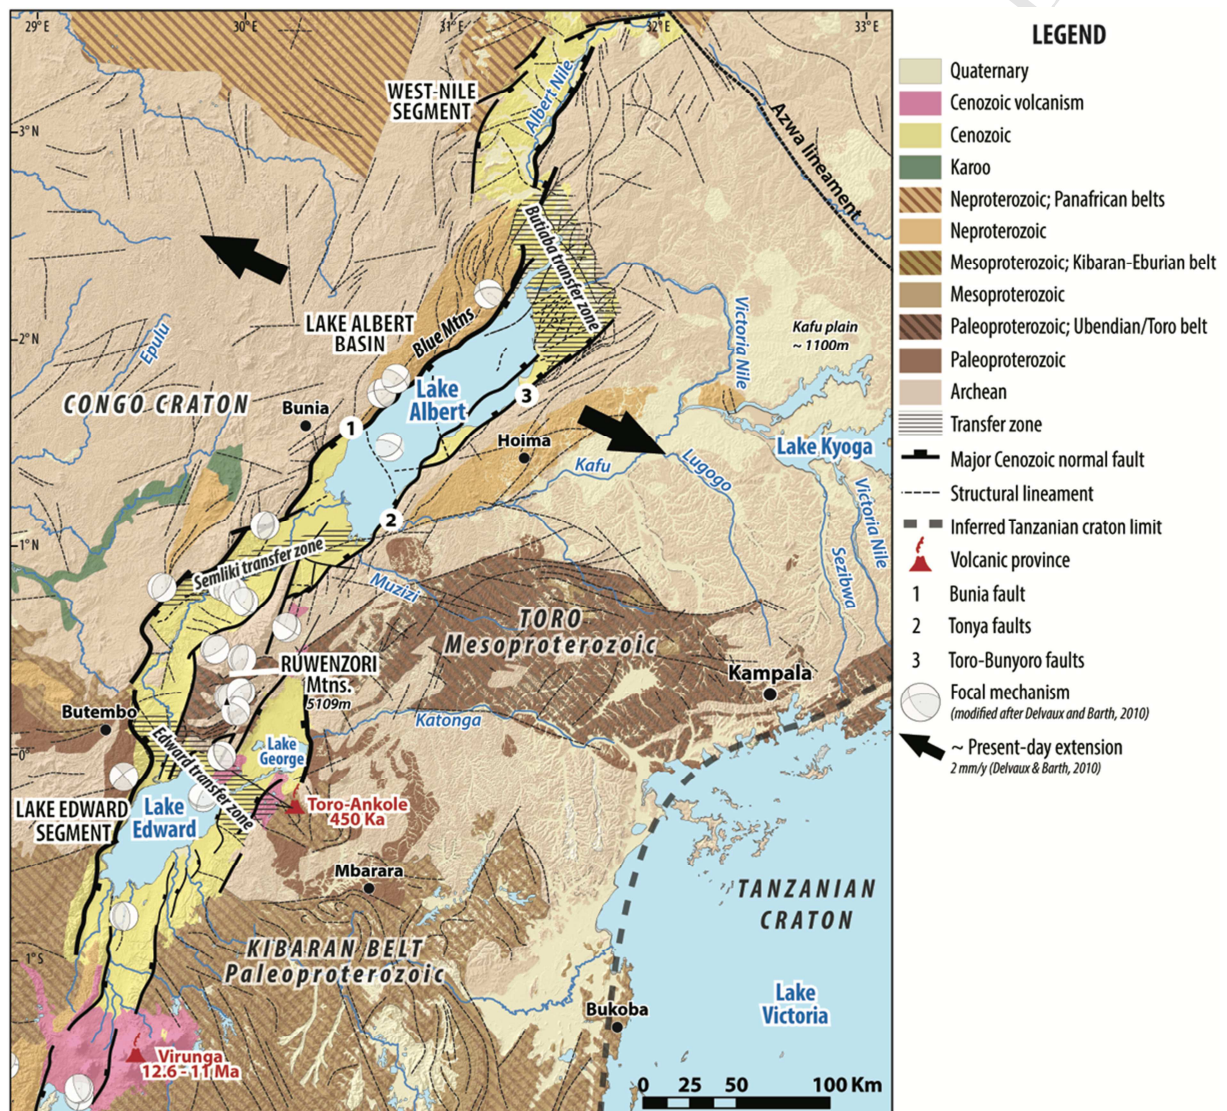 29° E
30° E
31° E
32° E
33° E
3° N
2° N
1° N
0°
1° S
WEST-NILE
SEGMENT
Albert Nile
Azwa lineament
Butiaba transfer zone
LAKE ALBERT
BASIN
Blue Mtns
Victoria Nile
Kafu plain
~ 1100m
Epulu
CONGO CRATON
Bunia
1
Lake
Albert
3
Hoima
Kafu
Lugogo
Lake Kyoga
Victoria Nile
Sezibwa
2
Semliki transfer zone
Muzizi
TORO
Mesoproterozoic
RUWENZORI
Mtns.
5109m
Kampala
Butembo
Katonga
Edward transfer zone
Lake
George
LAKE EDWARD
SEGMENT
Lake
Edward
Toro-Ankole
450 Ka
Mbarara
TANZANIAN
CRATON
KIBARAN BELT
Paleoproterozoic
Lake
Victoria
Bukoba
Virunga
12.6 - 11 Ma
0 25 50 100 Km
LEGEND
Quaternary
Cenozoic volcanism
Cenozoic
Karoo
Neproterozoic; Panafrican belts
Neproterozoic
Mesoproterozoic; Kibaran-Eburian belt
Mesoproterozoic
Paleoproterozoic; Ubendian/Toro belt
Paleoproterozoic
Archean
Transfer zone
Major Cenozoic normal fault
Structural lineament
Inferred Tanzanian craton limit
Volcanic province
1 Bunia fault
2 Tonya faults
3 Toro-Bunyoro faults
Focal mechanism
(modified after Delvaux and Barth, 2010)
~ Present-day extension
2 mm/y (Delvaux & Barth, 2010)